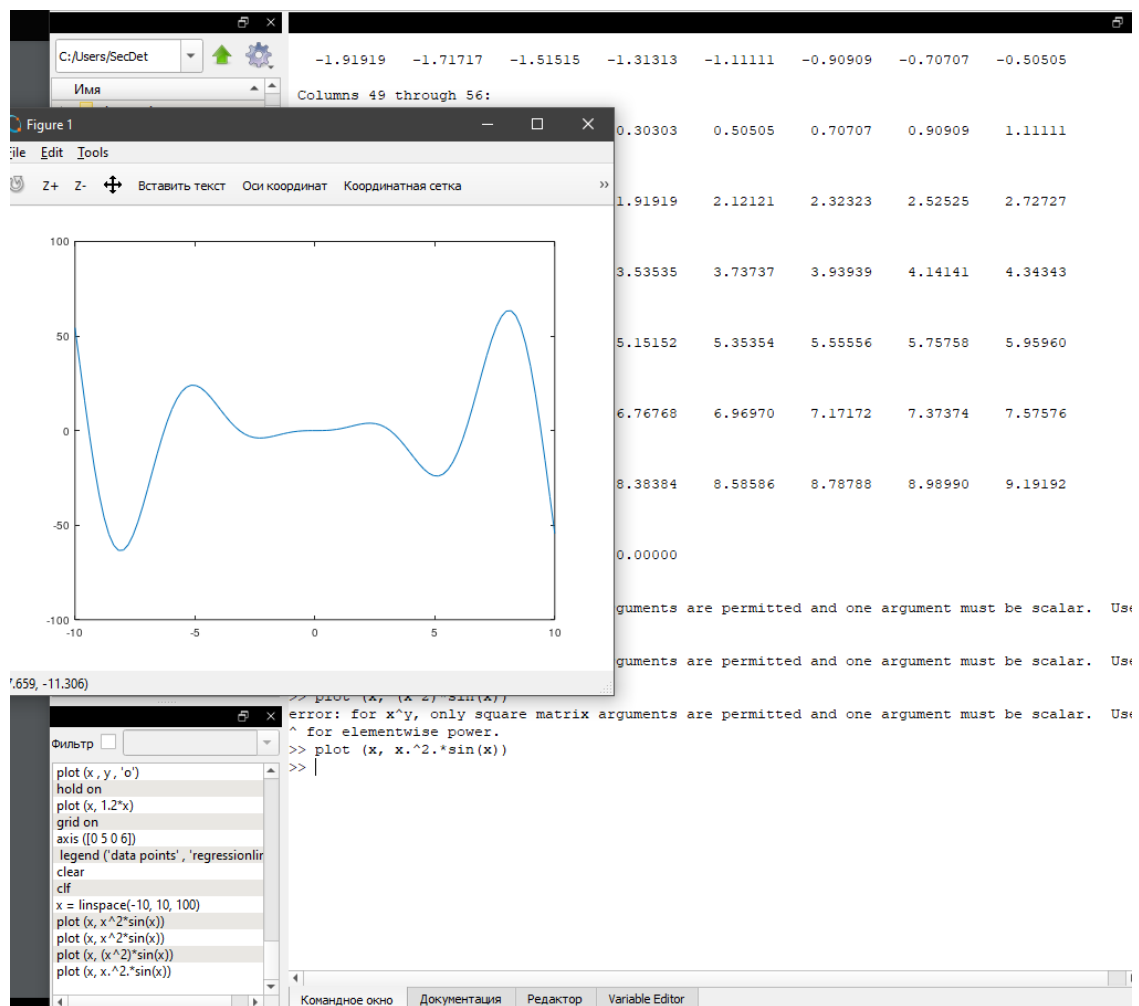 C:/Users/SecDet
Имя
-1.91919 -1.71717 -1.51515 -1.31313 -1.11111 -0.90909 -0.70707 -0.50505
Columns 49 through 56:
Figure 1
File Edit Tools
Z+ Z- Вставить текст Оси координат Координатная сетка »
100
50
0
-50
-100
-10 -5 0 5 10
7.659, -11.306)
0.30303 0.50505 0.70707 0.90909 1.11111
1.91919 2.12121 2.32323 2.52525 2.72727
3.53535 3.73737 3.93939 4.14141 4.34343
5.15152 5.35354 5.55556 5.75758 5.95960
6.76768 6.96970 7.17172 7.37374 7.57576
8.38384 8.58586 8.78788 8.98990 9.19192
0.00000
guments are permitted and one argument must be scalar. Use
guments are permitted and one argument must be scalar. Use
>> plot (x, (x^2)*sin(x))
error: for x^y, only square matrix arguments are permitted and one argument must be scalar. Use
^ for elementwise power.
>> plot (x, x.^2.*sin(x))
>>
Фильтр
plot (x , y , 'o')
hold on
plot (x, 1.2*x)
grid on
axis ([0 5 0 6])
legend ('data points' , 'regressionlin
clear
clf
x = linspace(-10, 10, 100)
plot (x, x^2*sin(x))
plot (x, x^2*sin(x))
plot (x, (x^2)*sin(x))
plot (x, x.^2.*sin(x))
Командное окно Документация Редактор Variable Editor